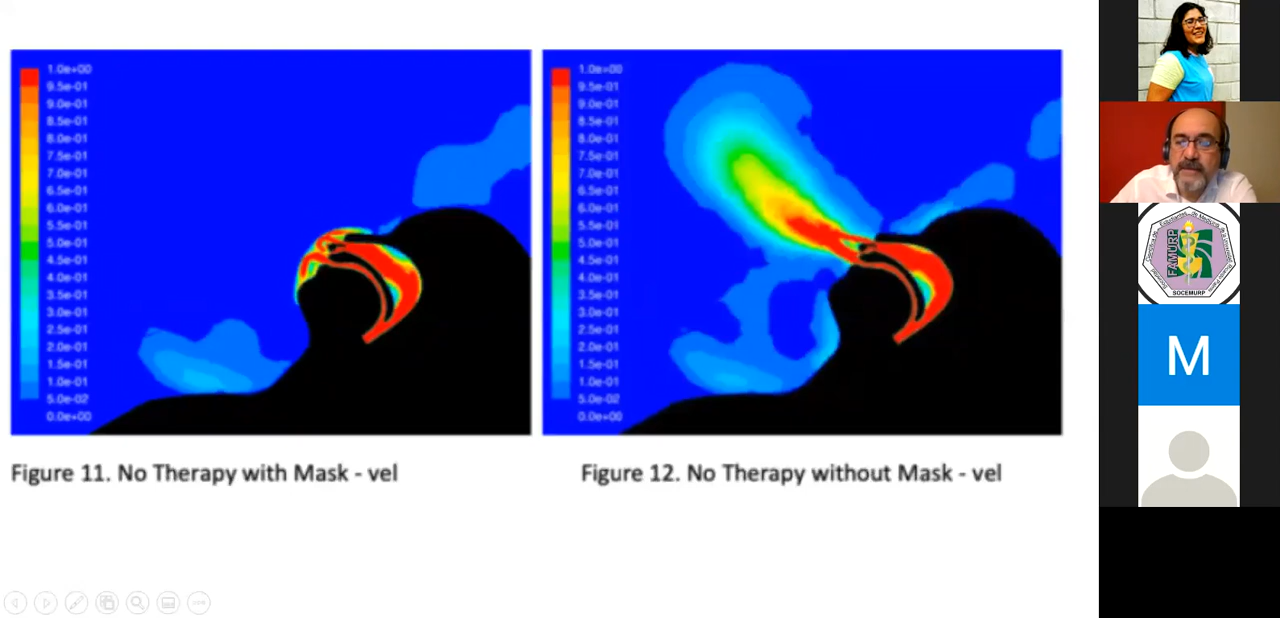 1.0e+00
9.5e-01
9.0e-01
8.5e-01
8.0e-01
7.5e-01
7.0e-01
6.5e-01
6.0e-01
5.5e-01
5.0e-01
4.5e-01
4.0e-01
3.5e-01
3.0e-01
2.5e-01
2.0e-01
1.5e-01
1.0e-01
5.0e-02
0.0e+00
Figure 11. No Therapy with Mask - vel
1.0e+00
9.5e-01
9.0e-01
8.5e-01
8.0e-01
7.5e-01
7.0e-01
6.5e-01
6.0e-01
5.5e-01
5.0e-01
4.5e-01
4.0e-01
3.5e-01
3.0e-01
2.5e-01
2.0e-01
1.5e-01
1.0e-01
5.0e-02
0.0e+00
Figure 12. No Therapy without Mask - vel
FAMURP
SOCEMURP
M